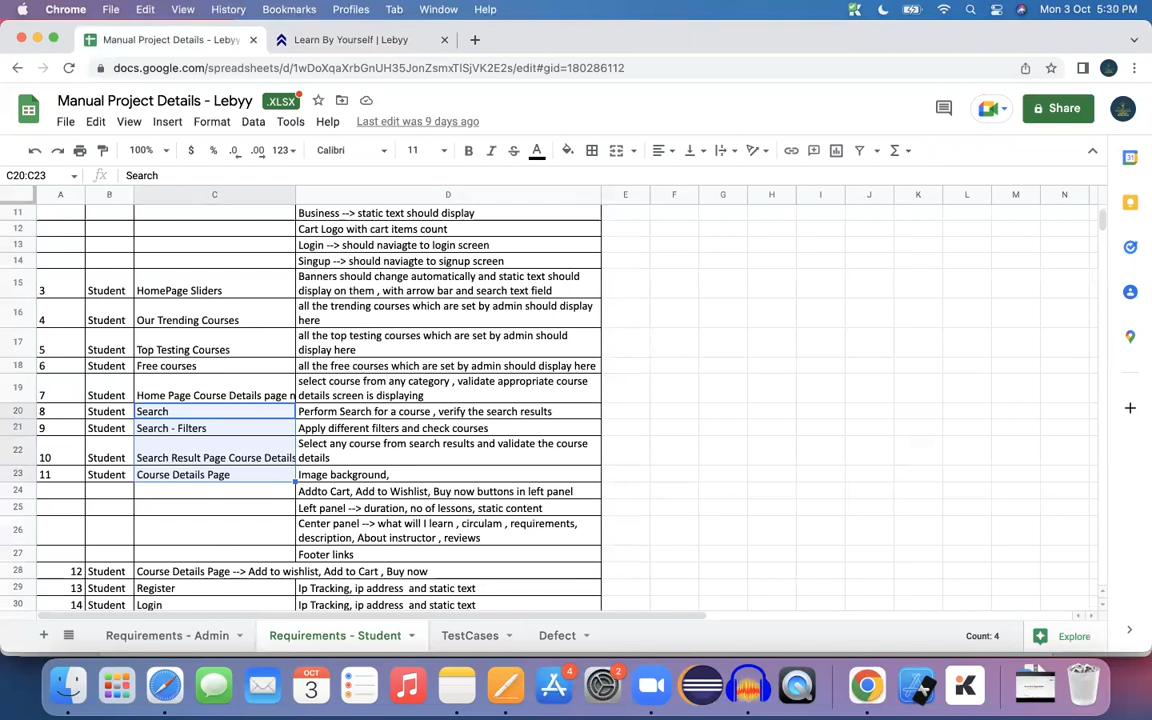 Chrome File Edit View History Bookmarks Profiles Tab Window Help Mon 3 Oct 5:30 PM
Manual Project Details - Lebyy Learn By Yourself | Lebyy
docs.google.com/spreadsheets/d/1wDoXqaXrbGnUH35JonZsmxTlSjVK2E2s/edit#gid=180286112
Manual Project Details - Lebyy .XLSX
Share
File Edit View Insert Format Data Tools Help Last edit was 9 days ago
100% $ % .0 .00 123 Calibri 11 B I S A
C20:C23 fx Search
A B C D E F G H I J K L M N
11 Business --> static text should display
12 Cart Logo with cart items count
13 Login --> should naviagte to login screen
14 Singup --> should naviagte to signup screen
Banners should change automatically and static text should
15 3 Student HomePage Sliders display on them , with arrow bar and search text field
all the trending courses which are set by admin should display
16 4 Student Our Trending Courses here
all the top testing courses which are set by admin should
17 5 Student Top Testing Courses display here
18 6 Student Free courses all the free courses which are set by admin should display here
select course from any category , validate appropriate course
19 7 Student Home Page Course Details page n details screen is displaying
20 8 Student Search Perform Search for a course , verify the search results
21 9 Student Search - Filters Apply different filters and check courses
Select any course from search results and validate the course
22 10 Student Search Result Page Course Details details
23 11 Student Course Details Page Image background,
24 Addto Cart, Add to Wishlist, Buy now buttons in left panel
25 Left panel --> duration, no of lessons, static content
Center panel --> what will I learn , circulam , requirements,
26 description, About instructor , reviews
27 Footer links
28 12 Student Course Details Page --> Add to wishlist, Add to Cart , Buy now
29 13 Student Register Ip Tracking, ip address and static text
30 14 Student Login Ip Tracking, ip address and static text
Requirements - Admin Requirements - Student TestCases Defect Count: 4 Explore
OCT
3 4 2